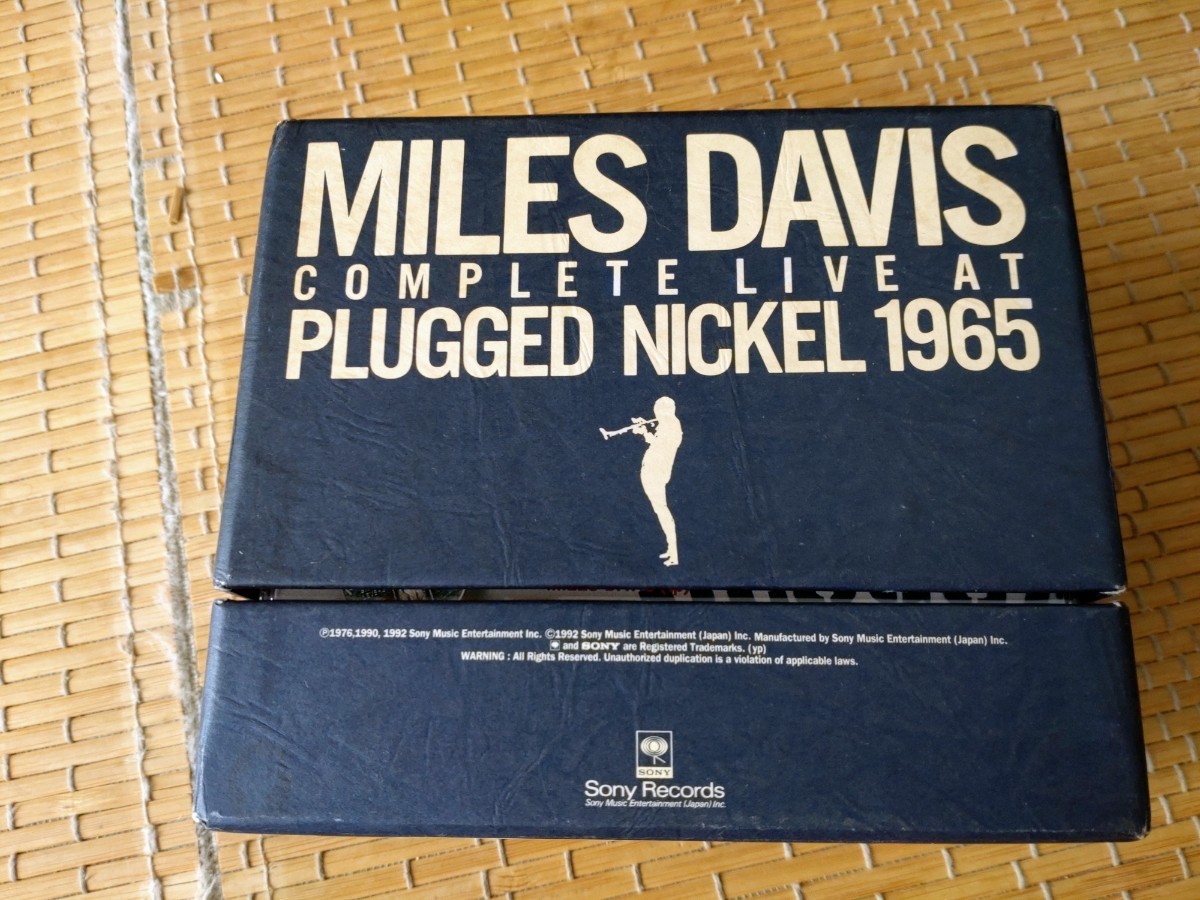 MILES DAVIS
COMPLETE LIVE AT
PLUGGED NICKEL 1965
℗1976,1990, 1992 Sony Music Entertainment Inc. ©1992 Sony Music Entertainment (Japan) Inc. Manufactured by Sony Music Entertainment (Japan) Inc.
and SONY are Registered Trademarks. (yp)
WARNING : All Rights Reserved. Unauthorized duplication is a violation of applicable laws.
SONY
Sony Records
Sony Music Entertainment (Japan) Inc.